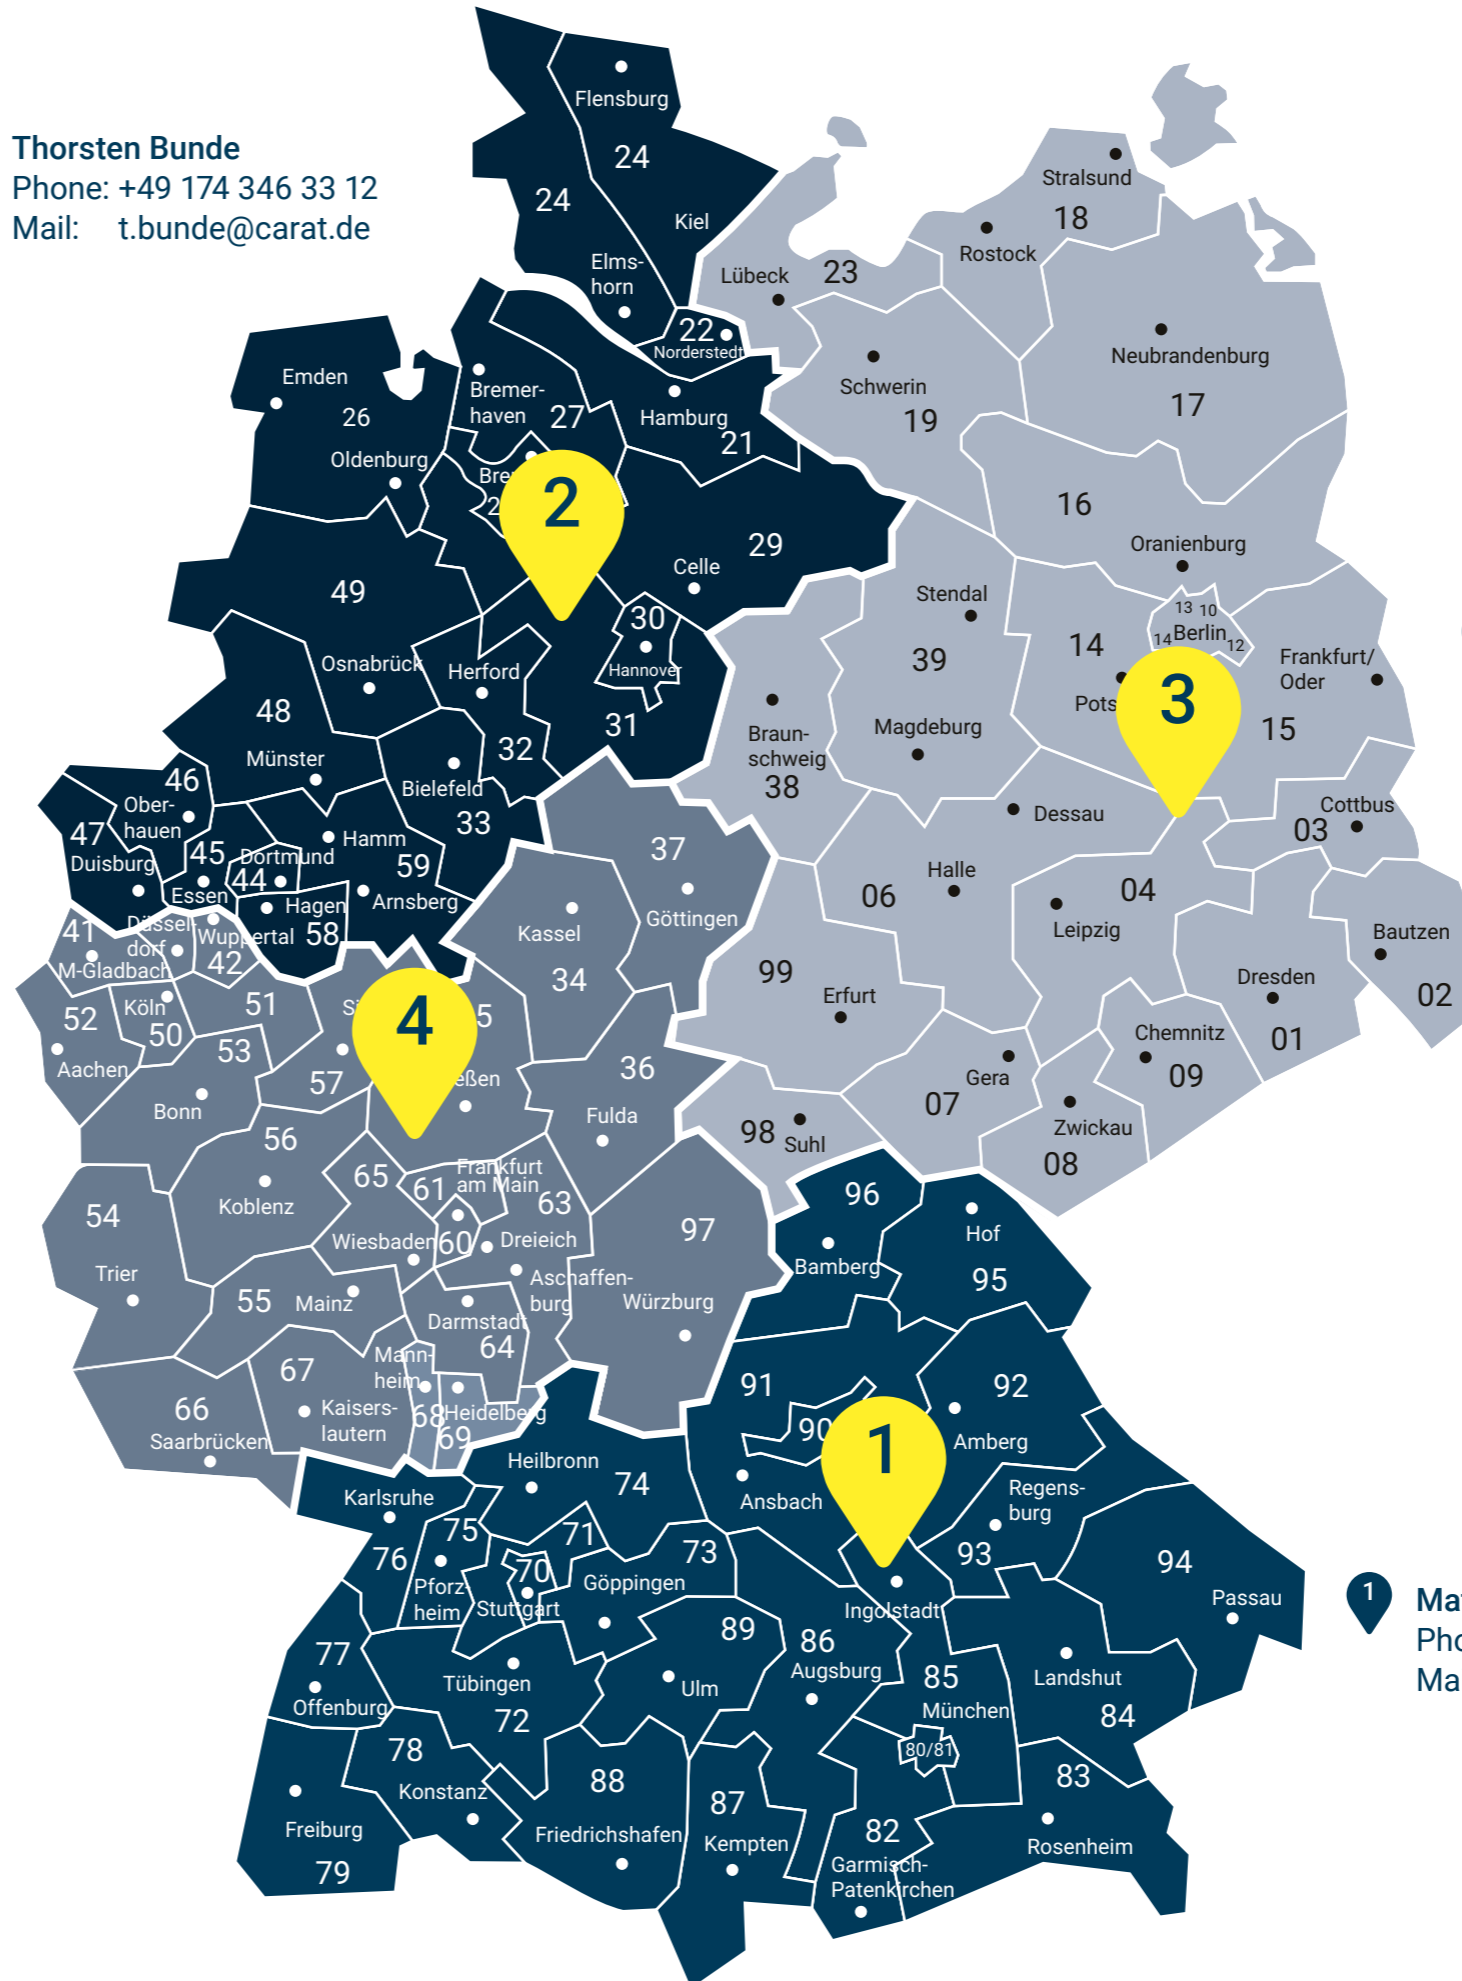 Thorsten Bunde
Phone: +49 174 346 33 12
Mail: t.bunde@carat.de
Flensburg
24
24
Kiel
Elms-
horn
22
Norderstedt
Stralsund
18
Rostock
Lübeck
23
Neubrandenburg
17
Schwerin
19
Emden
26
Oldenburg
Bremer-
haven
27
Hamburg
21
2
16
Oranienburg
29
Celle
49
30
Hannover
Stendal
39
13 10
14 Berlin 12
14
Frankfurt/
Oder
3
15
Osnabrück
Herford
48
Münster
32
31
Magdeburg
Braun-
schweig
38
46
Ober-
hauen
47
Duisburg
45
Essen
Dortmund
44
Hamm
59
Bielefeld
33
Hagen
58
Arnsberg
37
Göttingen
Dessau
Halle
06
03
Cottbus
04
Leipzig
Bautzen
02
Dresden
01
41
M-Gladbach
Düssel-
dorf
Wuppertal
42
Kassel
34
99
Erfurt
Chemnitz
09
52
Aachen
Köln
50
51
53
57
4
36
Fulda
Gera
07
Zwickau
08
98
Suhl
Bonn
56
Koblenz
65
61
Frankfurt
am Main
63
54
Trier
Wiesbaden
60
Dreieich
97
Würzburg
96
Bamberg
Hof
95
55
Mainz
Aschaffen-
burg
Darmstadt
64
67
Kaisers-
lautern
Mann-
heim
68
Heidelberg
69
66
Saarbrücken
91
90
92
Amberg
1
Ansbach
Heilbronn
74
Regens-
burg
93
Karlsruhe
76
75
Pforz-
heim
71
70
Stuttgart
73
Göppingen
Ingolstadt
94
Passau
1
77
Offenburg
Tübingen
72
89
Ulm
86
Augsburg
85
München
80/81
Landshut
84
78
Konstanz
88
Friedrichshafen
87
Kempten
82
Garmisch-
Patenkirchen
83
Rosenheim
Freiburg
79